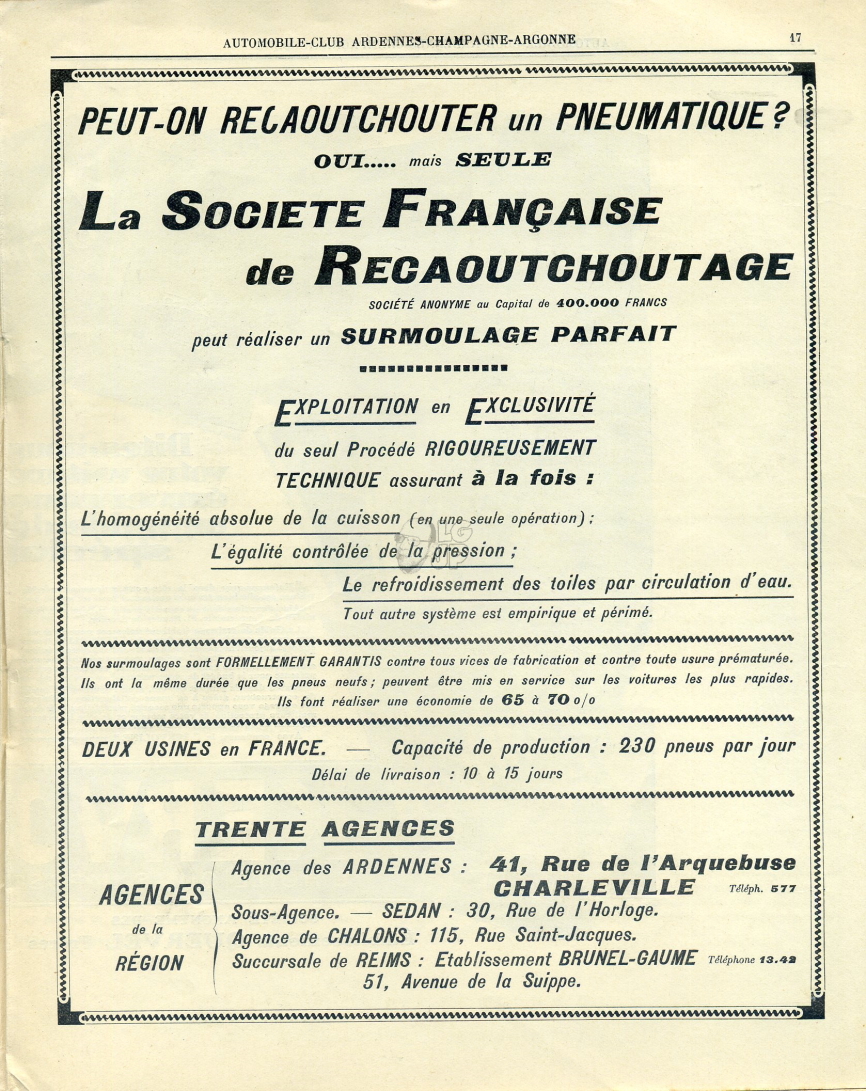 AUTOMOBILE-CLUB ARDENNES-CHAMPAGNE-ARGONNE 17
PEUT-ON RECAOUTCHOUTER un PNEUMATIQUE ?
OUI..... mais SEULE
La SOCIETE FRANÇAISE
de RECAOUTCHOUTAGE
SOCIÉTÉ ANONYME au Capital de 400.000 FRANCS
peut réaliser un SURMOULAGE PARFAIT
EXPLOITATION en EXCLUSIVITÉ
du seul Procédé RIGOUREUSEMENT
TECHNIQUE assurant à la fois :
L'homogénéité absolue de la cuisson (en une seule opération) ;
L'égalité contrôlée de la pression ;
Le refroidissement des toiles par circulation d'eau.
Tout autre système est empirique et périmé.
Nos surmoulages sont FORMELLEMENT GARANTIS contre tous vices de fabrication et contre toute usure prématurée.
Ils ont la même durée que les pneus neufs ; peuvent être mis en service sur les voitures les plus rapides.
Ils font réaliser une économie de 65 à 70 o/o
DEUX USINES en FRANCE. — Capacité de production : 230 pneus par jour
Délai de livraison : 10 à 15 jours
TRENTE AGENCES
AGENCES
de la
RÉGION
Agence des ARDENNES : 41, Rue de l'Arquebuse
CHARLEVILLE Téléph. 577
Sous-Agence. — SEDAN : 30, Rue de l'Horloge.
Agence de CHALONS : 115, Rue Saint-Jacques.
Succursale de REIMS : Etablissement BRUNEL-GAUME Téléphone 13.42
51, Avenue de la Suippe.